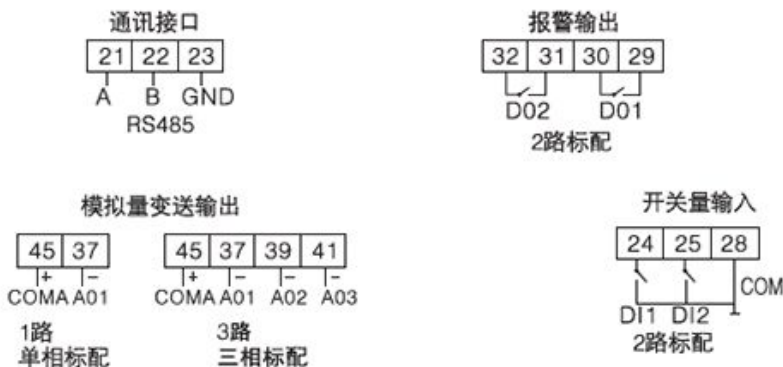 通讯接口
21 22 23
A B GND
RS485
报警输出
32 31 30 29
D02 D01
2路标配
模拟量变送输出
45 37
+ −
COMA A01
1路
单相标配
45 37 39 41
+ − − −
COMA A01 A02 A03
3路
三相标配
开关量输入
24 25 28
COM
DI1 DI2
2路标配